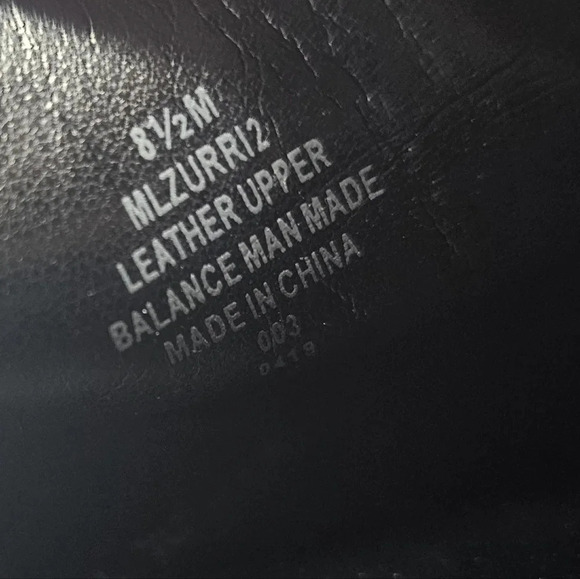 8½M
MLZURRI2
LEATHER UPPER
BALANCE MAN MADE
MADE IN CHINA
003
0419